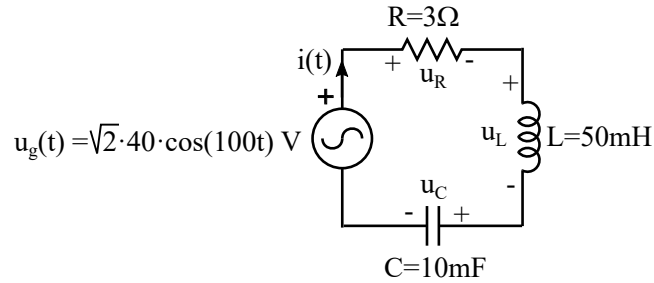 R=3Ω
i(t)
+ -
u_R
+
+
u_g(t) =√2·40·cos(100t) V
u_L
L=50mH
-
u_C
- +
C=10mF